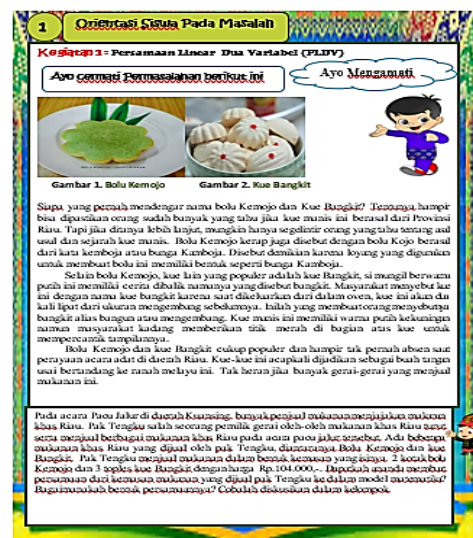 1 Orientasi Siswa Pada Masalah
Kegiatan 1 : Persamaan Linear Dua Variabel (PLDV)
Ayo cermati Permasalahan berikut ini
Ayo Mengamati
Gambar 1. Bolu Kemojo
Gambar 2. Kue Bangkit
Siapa yang pernah mendengar nama bolu Kemojo dan Kue Bangkit? Tentunya hampir
bisa dipastikan orang sudah banyak yang tahu jika kue manis ini berasal dari Provinsi
Riau. Tapi jika ditanya lebih lanjut, mungkin hanya segelintir orang yang tahu tentang asal
usul dan sejarah kue manis. Bolu Kemojo kerap juga disebut dengan bolu Kojo berasal
dari kata kemboja atau bunga Kamboja. Disebut demikian karena loyang yang digunakan
untuk membuat bolu ini memiliki bentuk seperti bunga Kamboja.
Selain bolu Kemojo, kue lain yang populer adalah kue Bangkit, si mungil berwarna
putih ini memiliki cerita dibalik namanya yang disebut bangkit. Masyarakat menyebut kue
ini dengan nama kue bangkit karena saat dikeluarkan dari dalam oven, kue ini akan dua
kali lipat dari ukuran mengembang sebelumnya. Inilah yang membuat orang menyebutnya
bangkit alias bangun atau mengembang. Kue manis ini memiliki warna putih kekuningan
namun masyarakat kadang memberikan titik merah di bagian atas kue untuk
mempercantik tampilannya.
Bolu Kemojo dan kue Bangkit cukup populer dan hampir tak pernah absen saat
perayaan acara adat di daerah Riau. Kue-kue ini acapkali dijadikan sebagai buah tangan
usai bertandang ke ranah melayu ini. Tak heran jika banyak gerai-gerai yang menjual
makanan ini.
Pada acara Pacu Jalur di daerah Kuansing, banyak penjual makanan menjajakan makanan
khas Riau. Pak Tengku salah seorang pemilik gerai oleh-oleh makanan khas Riau turut
serta menjual berbagai makanan khas Riau pada acara pacu jalur tersebut. Ada beberapa
makanan khas Riau yang dijual oleh pak Tengku, diantaranya Bolu Kemojo dan kue
Bangkit. Pak Tengku menjual makanan dalam bentuk kemasan yang isinya. 2 kotak bolu
Kemojo dan 3 toples kue Bangkit dengan harga Rp.104.000,-. Dapatkah ananda membuat
persamaan dari kemasan makanan yang dijual pak Tengku ke dalam model matematika?
Bagaimanakah bentuk persamaannya? Cobalah diskusikan dalam kelompok.